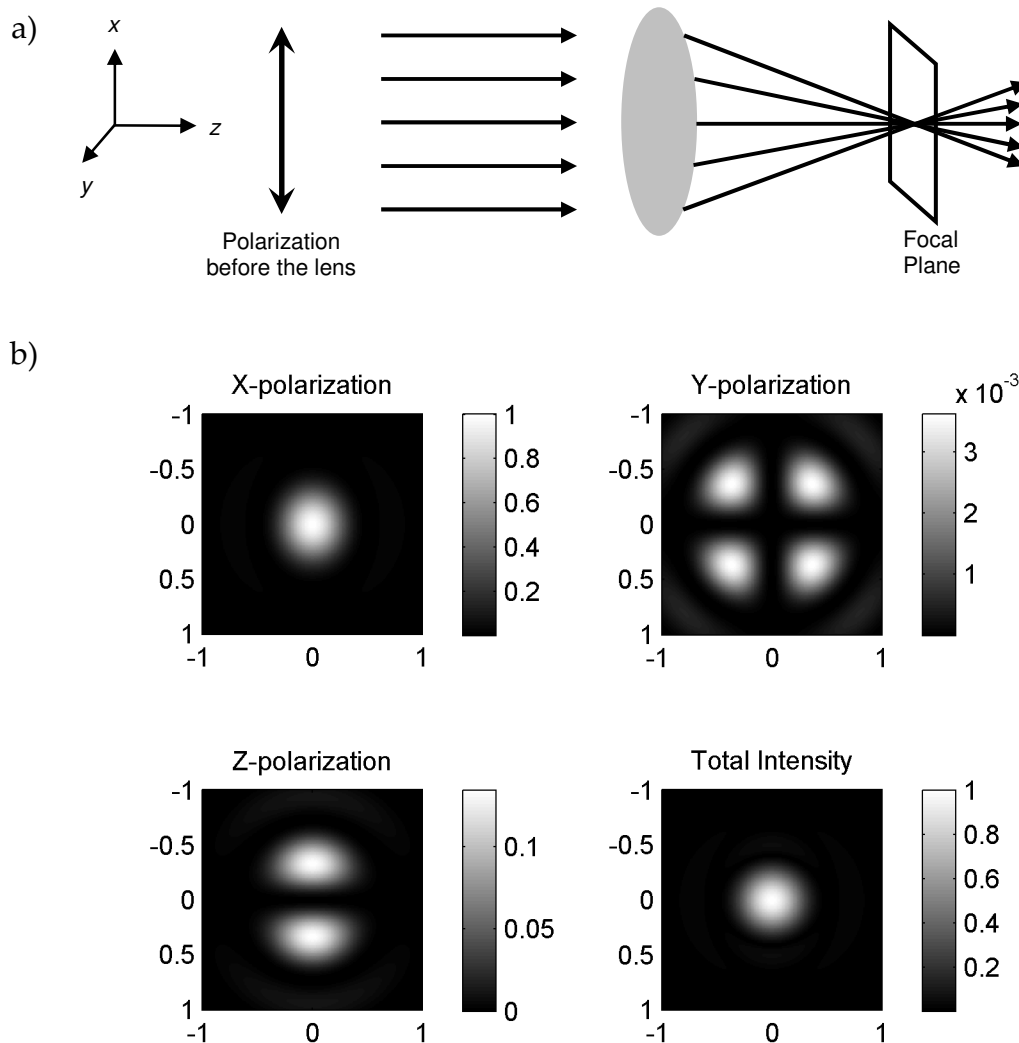 a)
x
z
y
Polarization
before the lens
Focal
Plane
b)
X-polarization
-1
-0.5
0
0.5
1
-1 0 1
1
0.8
0.6
0.4
0.2
Y-polarization
x 10-3
-1
-0.5
0
0.5
1
-1 0 1
3
2
1
Z-polarization
-1
-0.5
0
0.5
1
-1 0 1
0.1
0.05
0
Total Intensity
-1
-0.5
0
0.5
1
-1 0 1
1
0.8
0.6
0.4
0.2